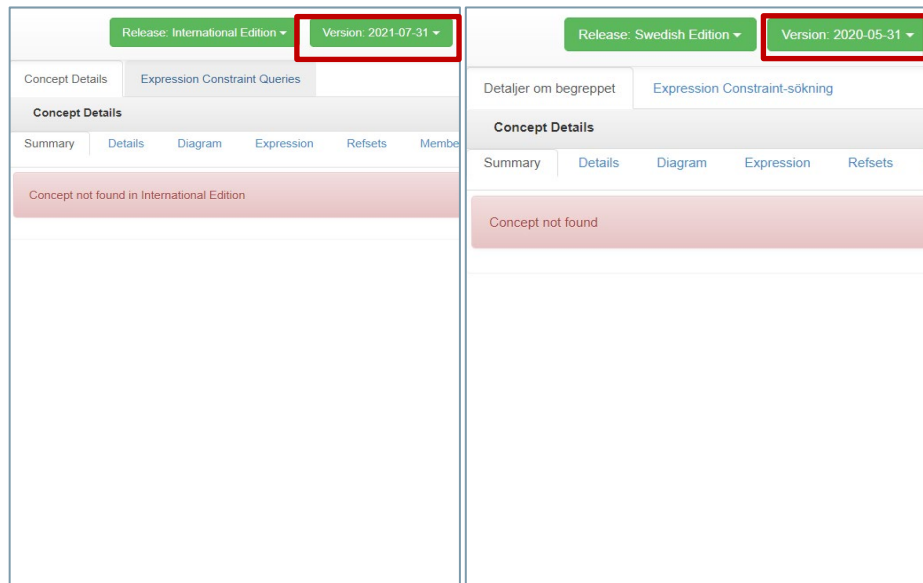 Release: International Edition Version: 2021-07-31
Concept Details Expression Constraint Queries
Concept Details
Summary Details Diagram Expression Refsets Membe
Concept not found in International Edition
Release: Swedish Edition Version: 2020-05-31
Detaljer om begreppet Expression Constraint-sökning
Concept Details
Summary Details Diagram Expression Refsets
Concept not found